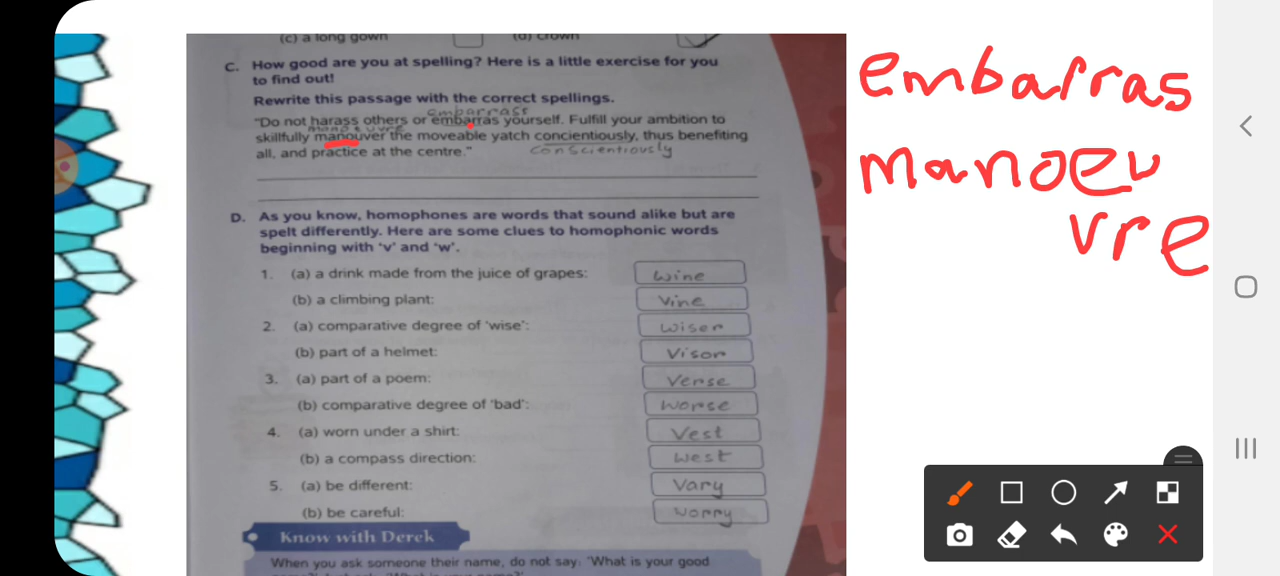 (c) a long gown (d) crown
C. How good are you at spelling? Here is a little exercise for you
to find out!
Rewrite this passage with the correct spellings.
embarrass
"Do not harass others or embarras yourself. Fulfill your ambition to
manoeuvre
skillfully manouver the moveable yatch concientiously, thus benefiting
all, and practice at the centre."
conscientiously
D. As you know, homophones are words that sound alike but are
spelt differently. Here are some clues to homophonic words
beginning with 'v' and 'w'.
1. (a) a drink made from the juice of grapes: wine
(b) a climbing plant: Vine
2. (a) comparative degree of 'wise': wiser
(b) part of a helmet: Visor
3. (a) part of a poem: Verse
(b) comparative degree of 'bad': worse
4. (a) worn under a shirt: Vest
(b) a compass direction: west
5. (a) be different: Vary
(b) be careful: worry
Know with Derek
When you ask someone their name, do not say: 'What is your good
embarras
manoeu
vre